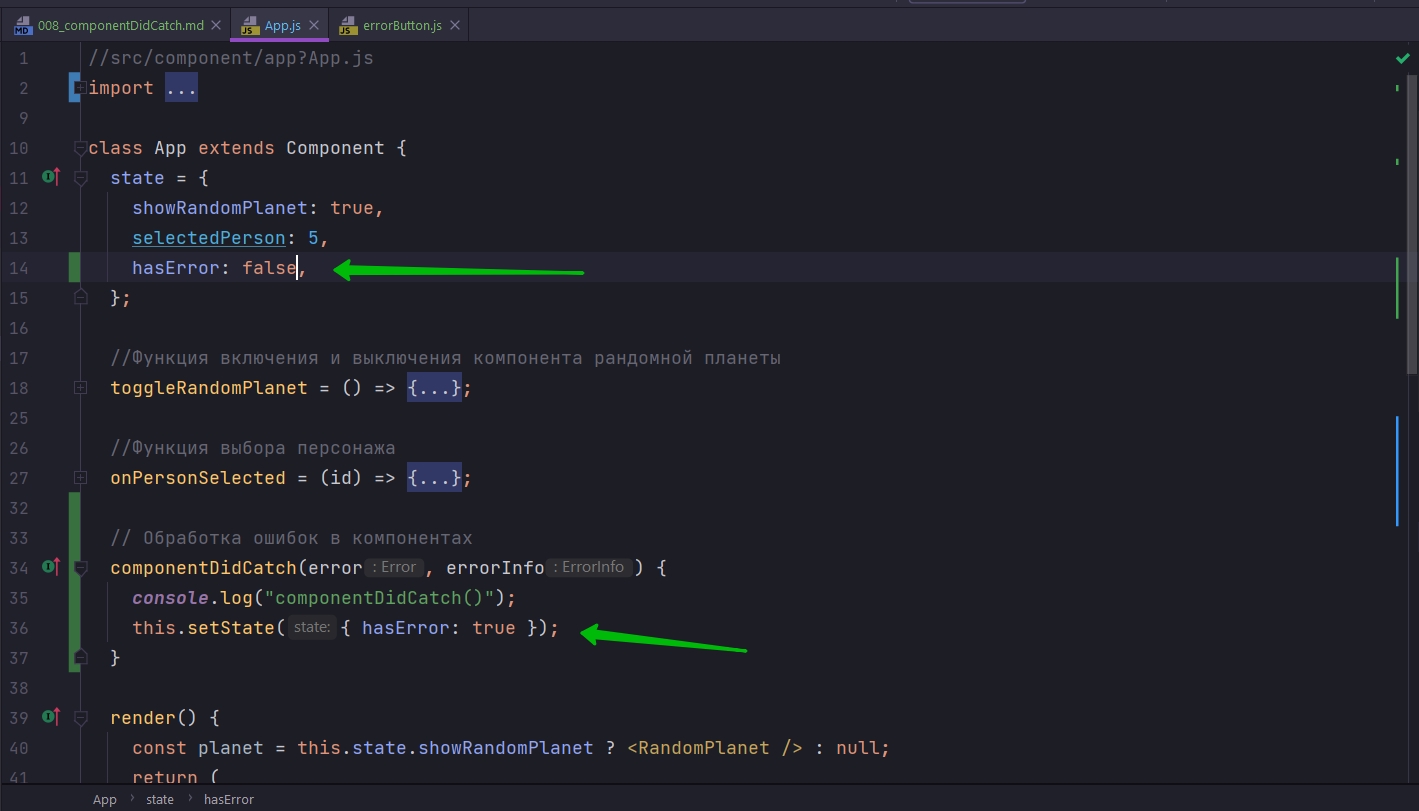 008_componentDidCatch.md App.js errorButton.js
1 //src/component/app?App.js
2 import ...
9
10 class App extends Component {
11 state = {
12 showRandomPlanet: true,
13 selectedPerson: 5,
14 hasError: false,
15 };
16
17 //Функция включения и выключения компонента рандомной планеты
18 toggleRandomPlanet = () => {...};
25
26 //Функция выбора персонажа
27 onPersonSelected = (id) => {...};
32
33 // Обработка ошибок в компонентах
34 componentDidCatch(error : Error , errorInfo : ErrorInfo ) {
35 console.log("componentDidCatch()");
36 this.setState( state: { hasError: true });
37 }
38
39 render() {
40 const planet = this.state.showRandomPlanet ? <RandomPlanet /> : null;
41 return (
App › state › hasError